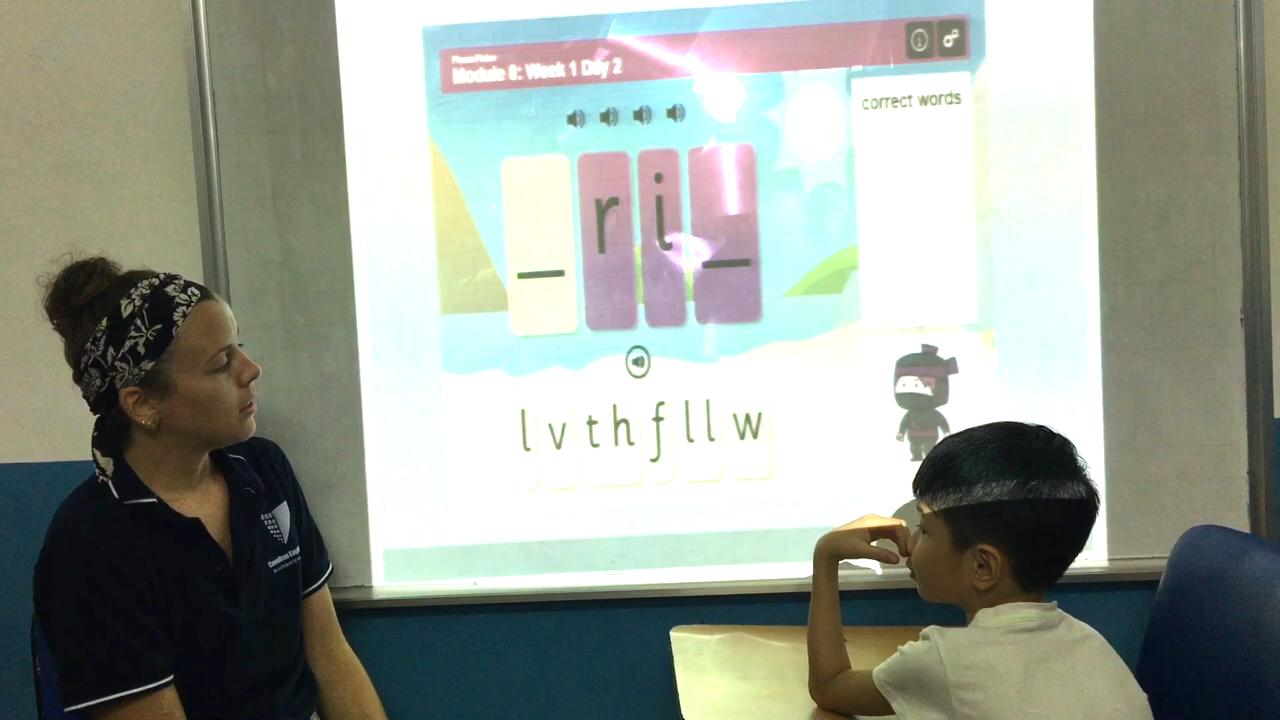 Module 8: Week 1 Day 2
correct words
_ r i _
l v th f ll w